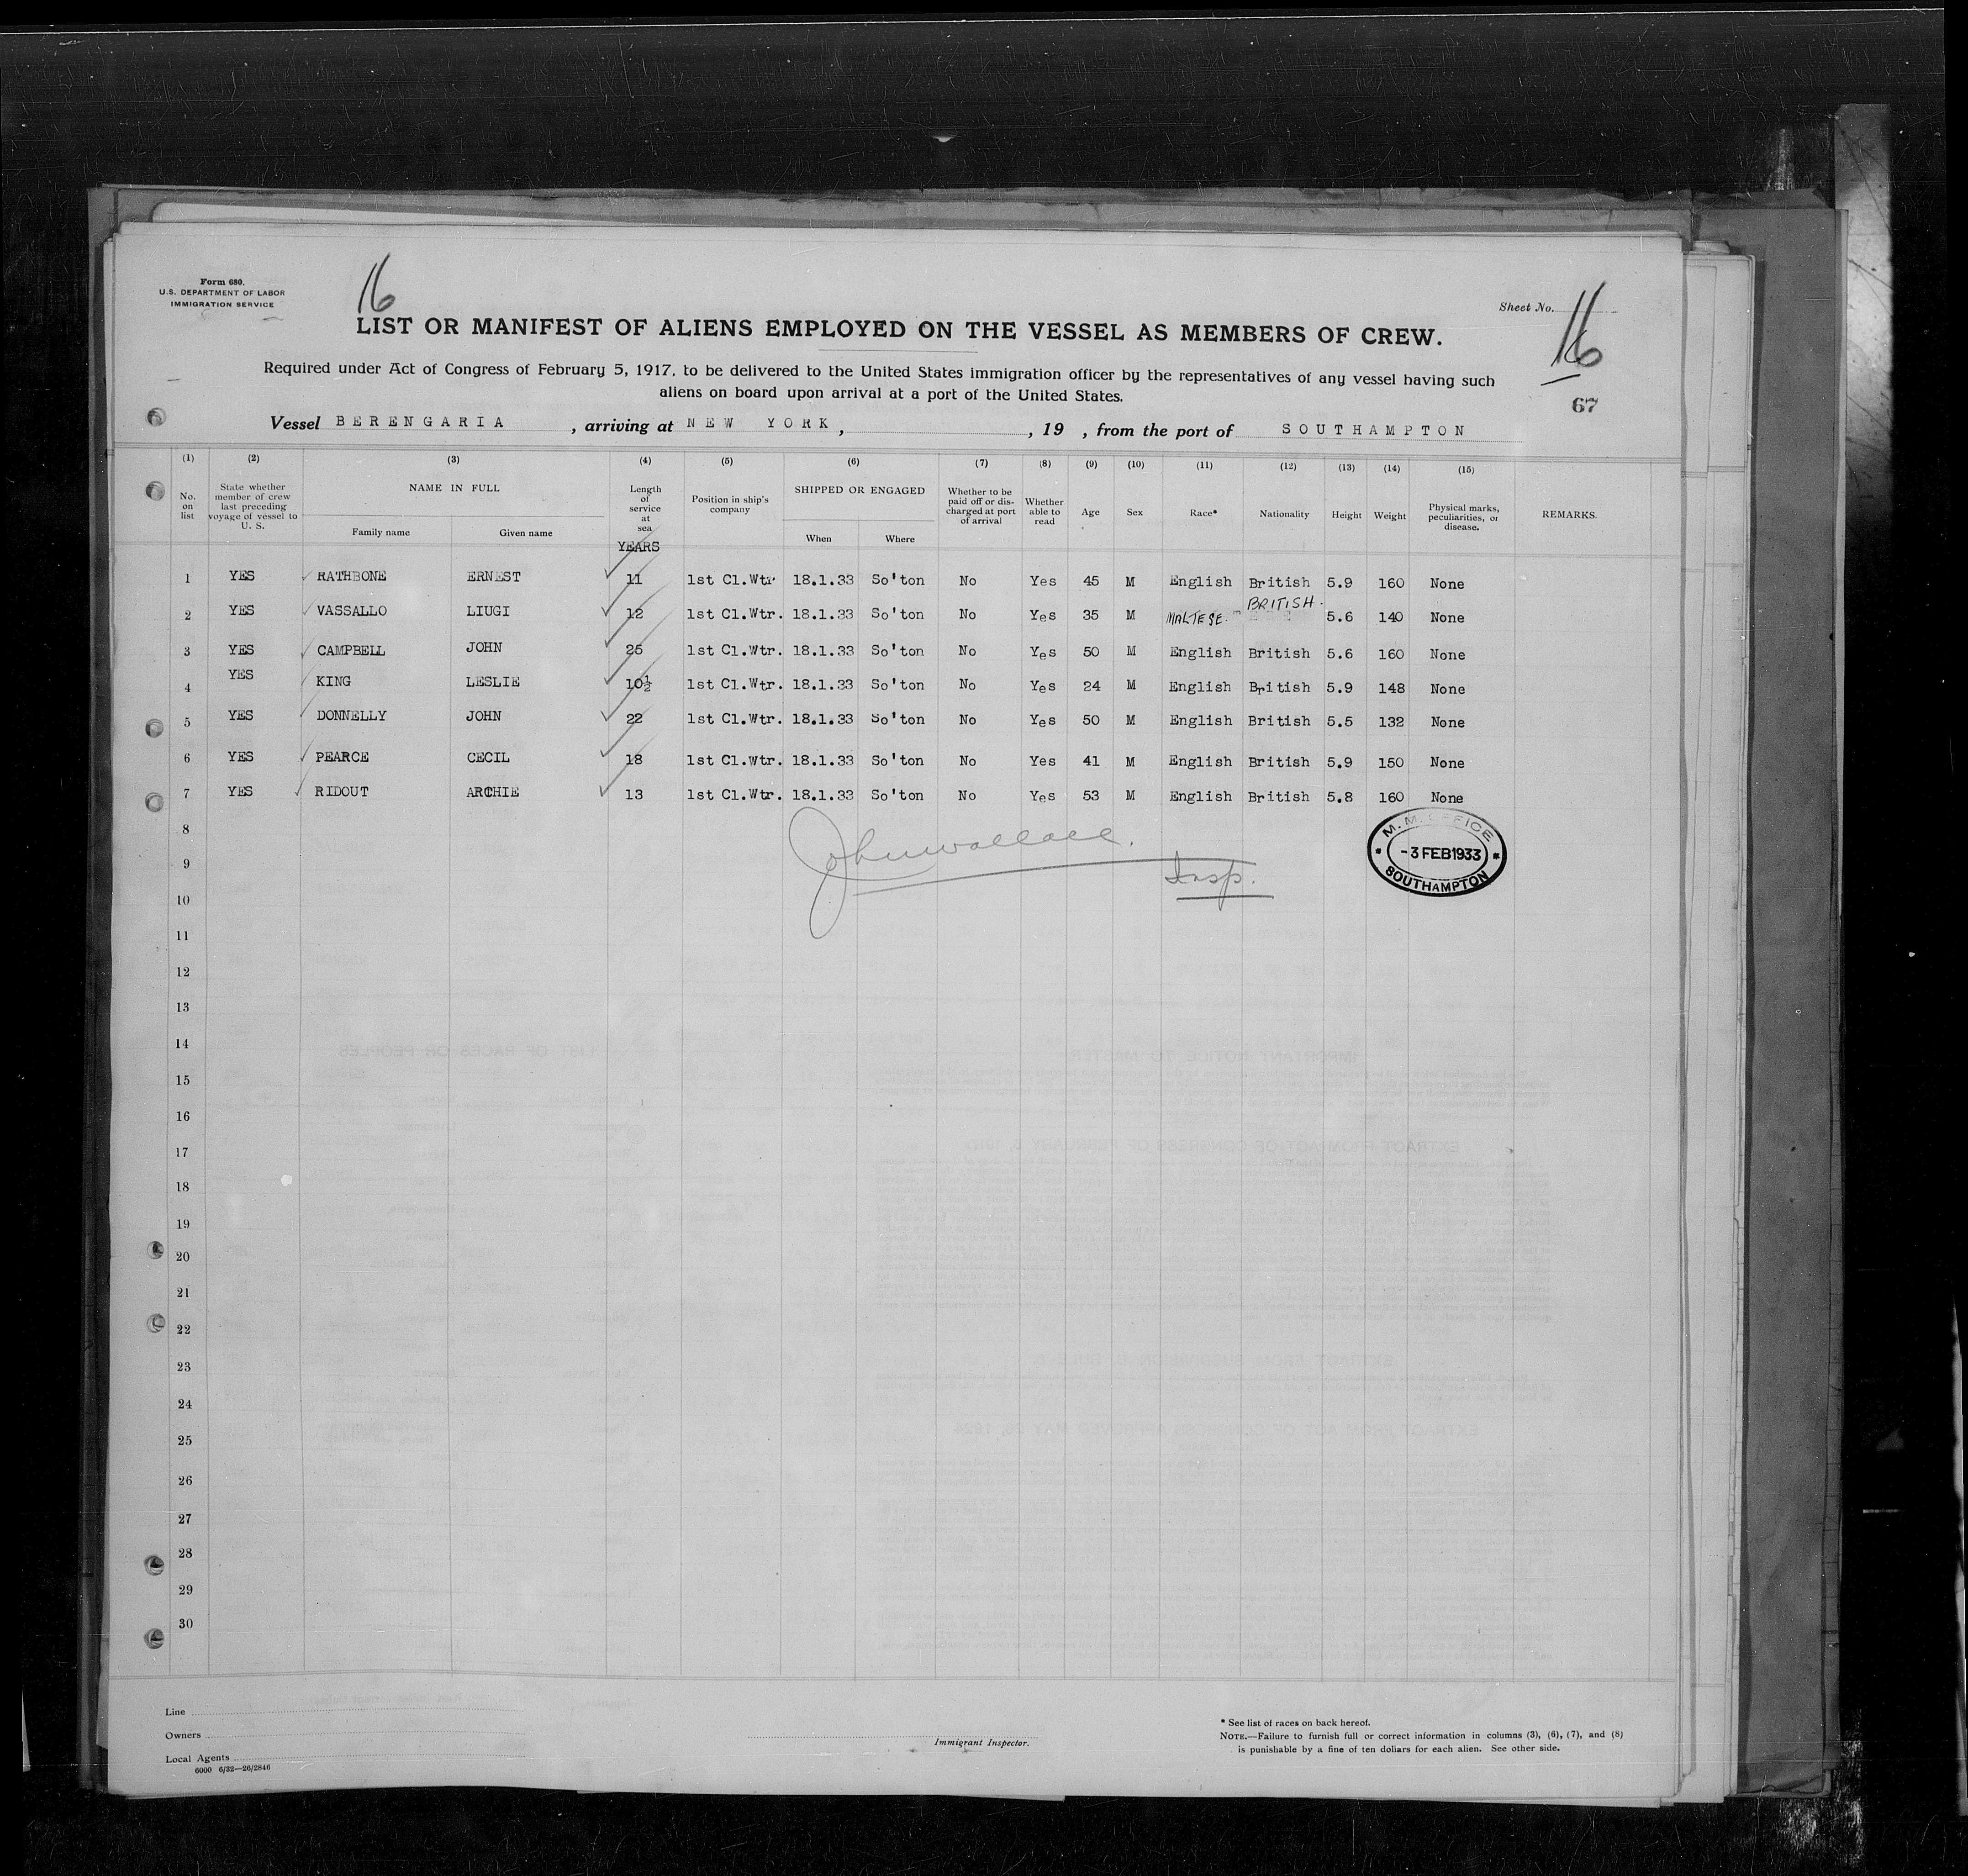 Form 680.
U.S. DEPARTMENT OF LABOR
IMMIGRATION SERVICE
16
Sheet No. 16
LIST OR MANIFEST OF ALIENS EMPLOYED ON THE VESSEL AS MEMBERS OF CREW.
Required under Act of Congress of February 5, 1917, to be delivered to the United States immigration officer by the representatives of any vessel having such
aliens on board upon arrival at a port of the United States.
67
Vessel BERENGARIA, arriving at NEW YORK, , 19 , from the port of SOUTHAMPTON
(1) (2) (3) (4) (5) (6) (7) (8) (9) (10) (11) (12) (13) (14) (15)
No. on list
State whether member of crew last preceding voyage of vessel to U. S.
NAME IN FULL
Family name Given name
Length of service at sea
YEARS
Position in ship's company
SHIPPED OR ENGAGED
When Where
Whether to be paid off or discharged at port of arrival
Whether able to read
Age
Sex
Race*
Nationality
Height
Weight
Physical marks, peculiarities, or disease.
REMARKS.
1 YES RATHBONE ERNEST 11 1st Cl.Wtr 18.1.33 So'ton No Yes 45 M English British 5.9 160 None
2 YES VASSALLO LIUGI 12 1st Cl.Wtr. 18.1.33 So'ton No Yes 35 M MALTESE. BRITISH. 5.6 140 None
3 YES CAMPBELL JOHN 25 1st Cl.Wtr. 18.1.33 So'ton No Yes 50 M English British 5.6 160 None
4 YES KING LESLIE 10½ 1st Cl.Wtr. 18.1.33 So'ton No Yes 24 M English British 5.9 148 None
5 YES DONNELLY JOHN 22 1st Cl.Wtr. 18.1.33 So'ton No Yes 50 M English British 5.5 132 None
6 YES PEARCE CECIL 18 1st Cl.Wtr. 18.1.33 So'ton No Yes 41 M English British 5.9 150 None
7 YES RIDOUT ARCHIE 13 1st Cl.Wtr. 18.1.33 So'ton No Yes 53 M English British 5.8 160 None
8
John Wallace.
M. M. OFFICE
-3 FEB 1933
SOUTHAMPTON
9
Insp.
10
11
12
13
14
15
16
17
18
19
20
21
22
23
24
25
26
27
28
29
30
Line
Owners
Local Agents
6000 6/32—26/2846
Immigrant Inspector.
* See list of races on back hereof.
NOTE.—Failure to furnish full or correct information in columns (3), (6), (7), and (8)
is punishable by a fine of ten dollars for each alien. See other side.